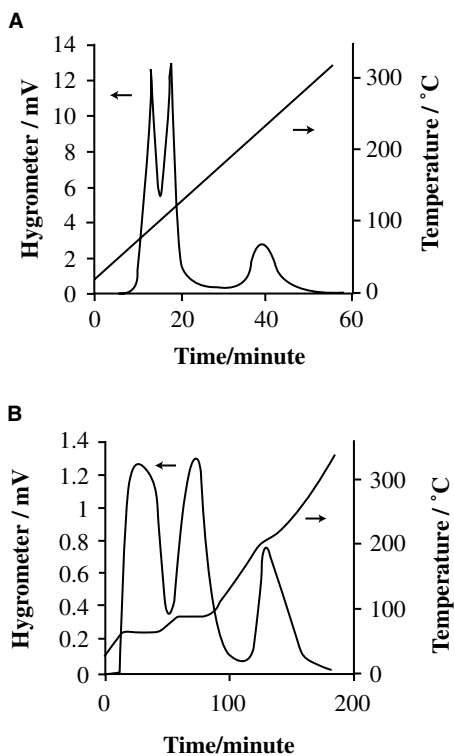 A
14
12
10
8
6
4
2
0
Hygrometer / mV
300
200
100
0
Temperature / ˚C
0 20 40 60
Time/minute
B
1.4
1.2
1
0.8
0.6
0.4
0.2
0
Hygrometer / mV
300
200
100
0
Temperature / ˚C
0 100 200
Time/minute